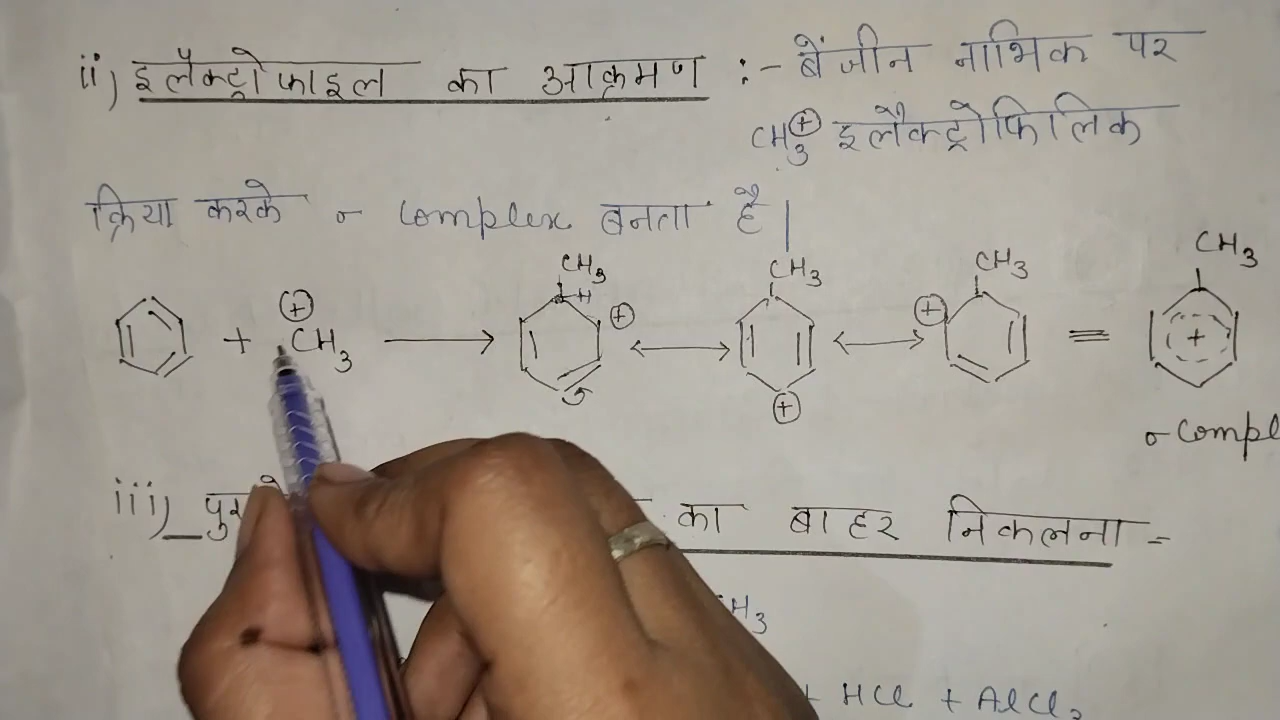 ii) इलैक्ट्रोफाइल का आक्रमण :- बेंजीन नाभिक पर
CH₃⊕ इलैक्ट्रोफिलिक
क्रिया करके σ complex बनता है|
CH₃ CH₃ CH₃ CH₃
+ ⊕CH₃ ⟶ H ⊕ ⟷ ⊕ ⟷ ⊕ = +
σ compl
iii) का बाहर निकलना =
H₃
+ HCl + AlCl₃